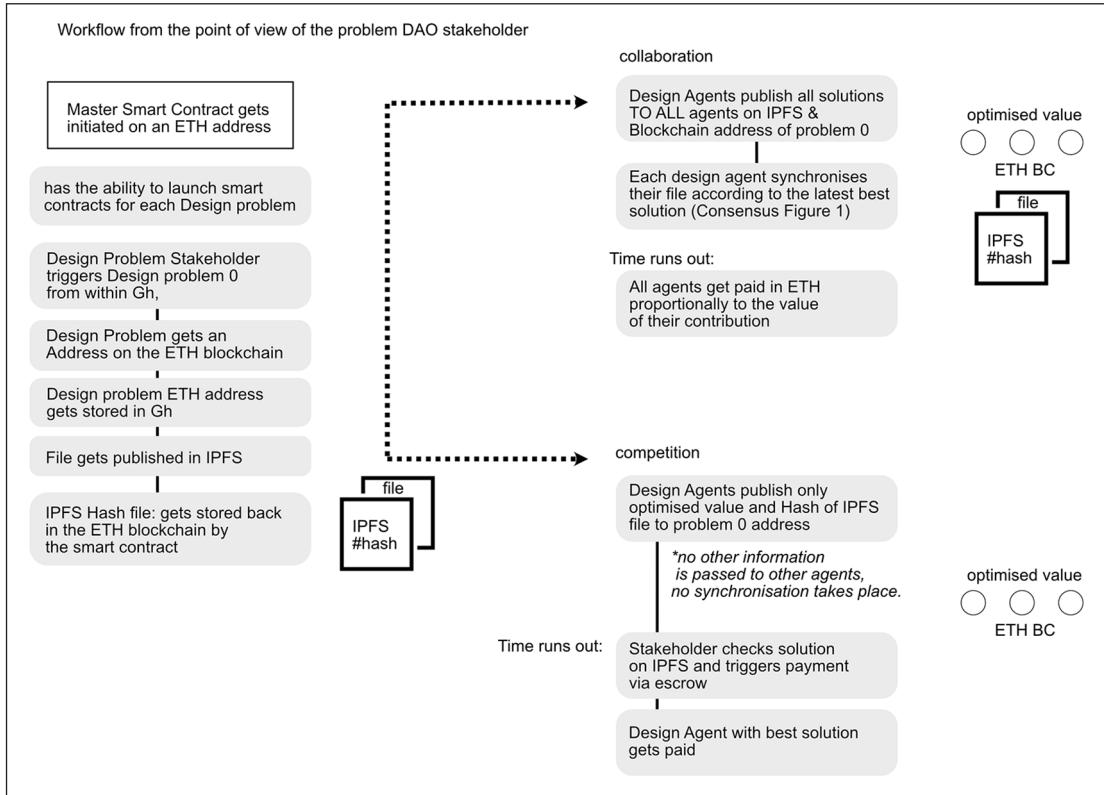 Workflow from the point of view of the problem DAO stakeholder
Master Smart Contract gets
initiated on an ETH address
has the ability to launch smart
contracts for each Design problem
Design Problem Stakeholder
triggers Design problem 0
from within Gh,
Design Problem gets an
Address on the ETH blockchain
Design problem ETH address
gets stored in Gh
File gets published in IPFS
IPFS Hash file: gets stored back
in the ETH blockchain by
the smart contract
file
IPFS
#hash
collaboration
Design Agents publish all solutions
TO ALL agents on IPFS &
Blockchain address of problem 0
Each design agent synchronises
their file according to the latest best
solution (Consensus Figure 1)
Time runs out:
All agents get paid in ETH
proportionally to the value
of their contribution
optimised value
ETH BC
file
IPFS
#hash
competition
Design Agents publish only
optimised value and Hash of IPFS
file to problem 0 address
*no other information
is passed to other agents,
no synchronisation takes place.
Time runs out:
Stakeholder checks solution
on IPFS and triggers payment
via escrow
Design Agent with best solution
gets paid
optimised value
ETH BC